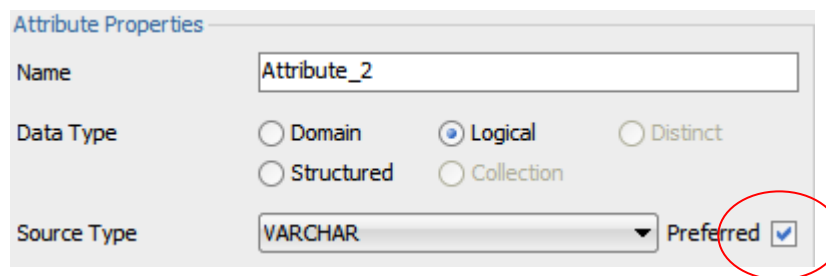 Attribute Properties
Name Attribute_2
Data Type Domain Logical Distinct
Structured Collection
Source Type VARCHAR Preferred